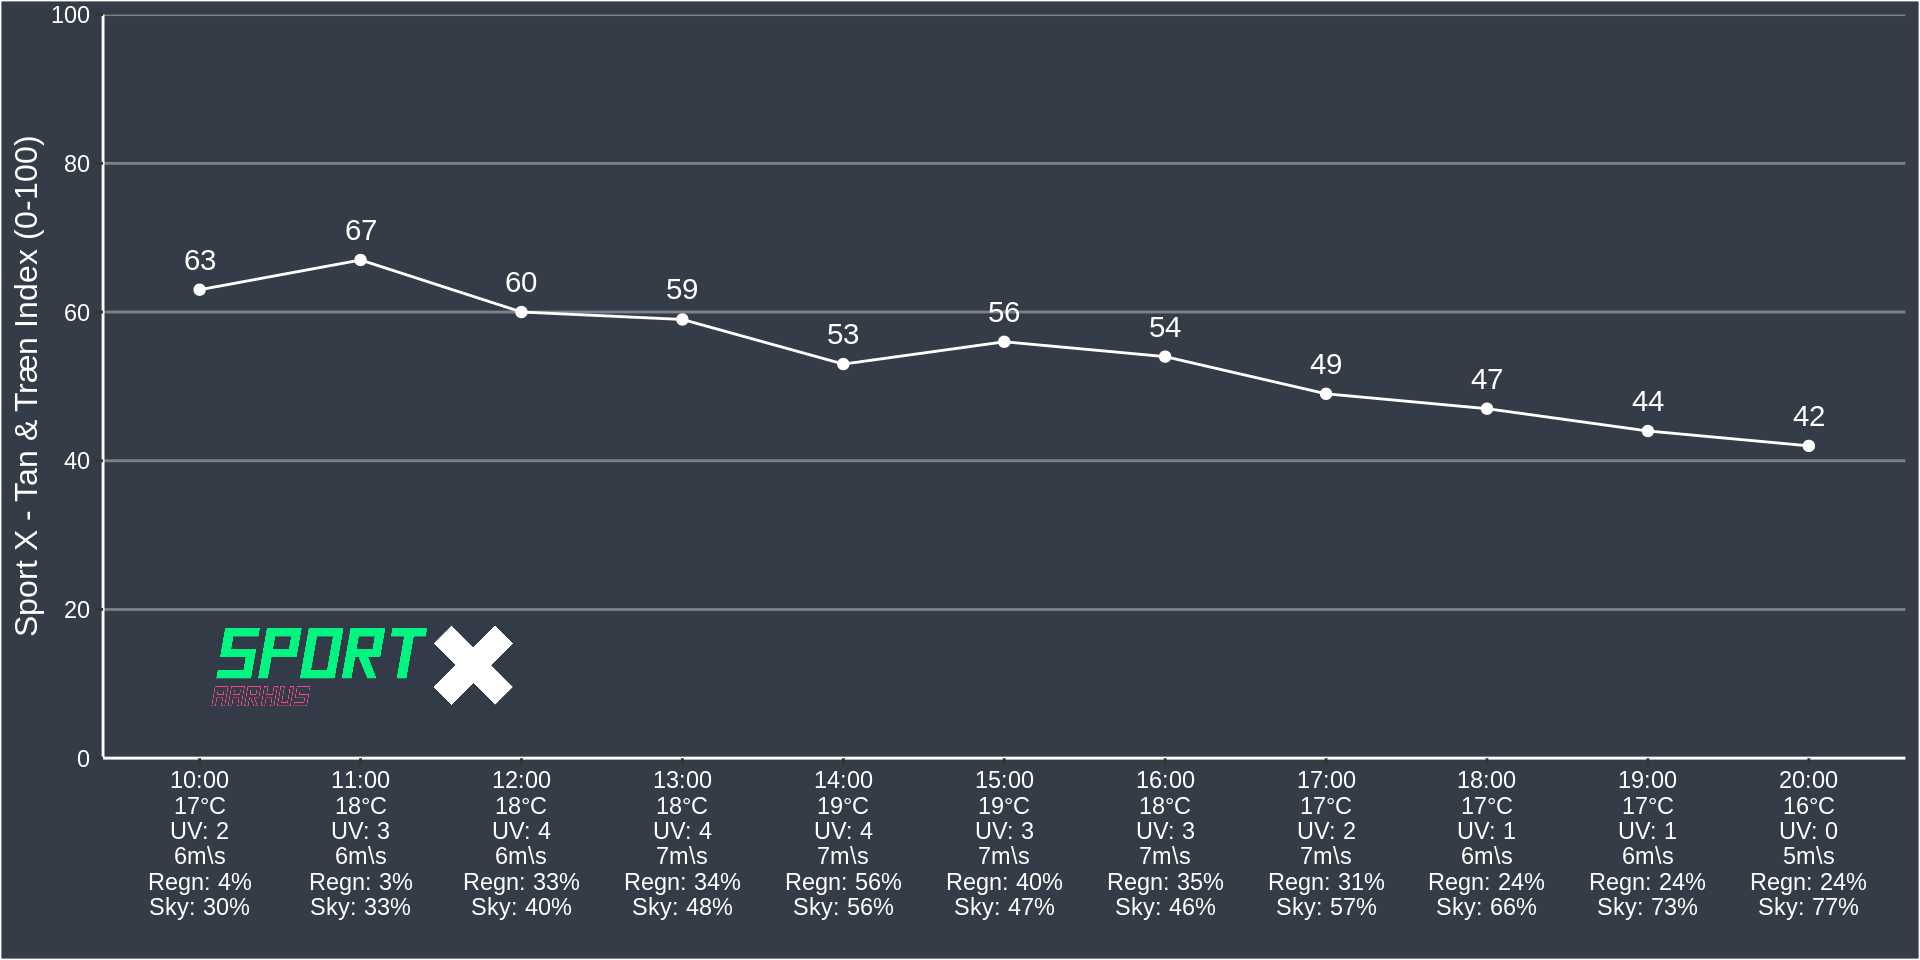 Sport X - Tan & Træn Index (0-100)
100
80
60
40
20
0
63
67
60
59
53
56
54
49
47
44
42
SPORT X
AARHUS
10:00 11:00 12:00 13:00 14:00 15:00 16:00 17:00 18:00 19:00 20:00
17°C 18°C 18°C 18°C 19°C 19°C 18°C 17°C 17°C 17°C 16°C
UV: 2 UV: 3 UV: 4 UV: 4 UV: 4 UV: 3 UV: 3 UV: 2 UV: 1 UV: 1 UV: 0
6m\s 6m\s 6m\s 7m\s 7m\s 7m\s 7m\s 7m\s 6m\s 6m\s 5m\s
Regn: 4% Regn: 3% Regn: 33% Regn: 34% Regn: 56% Regn: 40% Regn: 35% Regn: 31% Regn: 24% Regn: 24% Regn: 24%
Sky: 30% Sky: 33% Sky: 40% Sky: 48% Sky: 56% Sky: 47% Sky: 46% Sky: 57% Sky: 66% Sky: 73% Sky: 77%